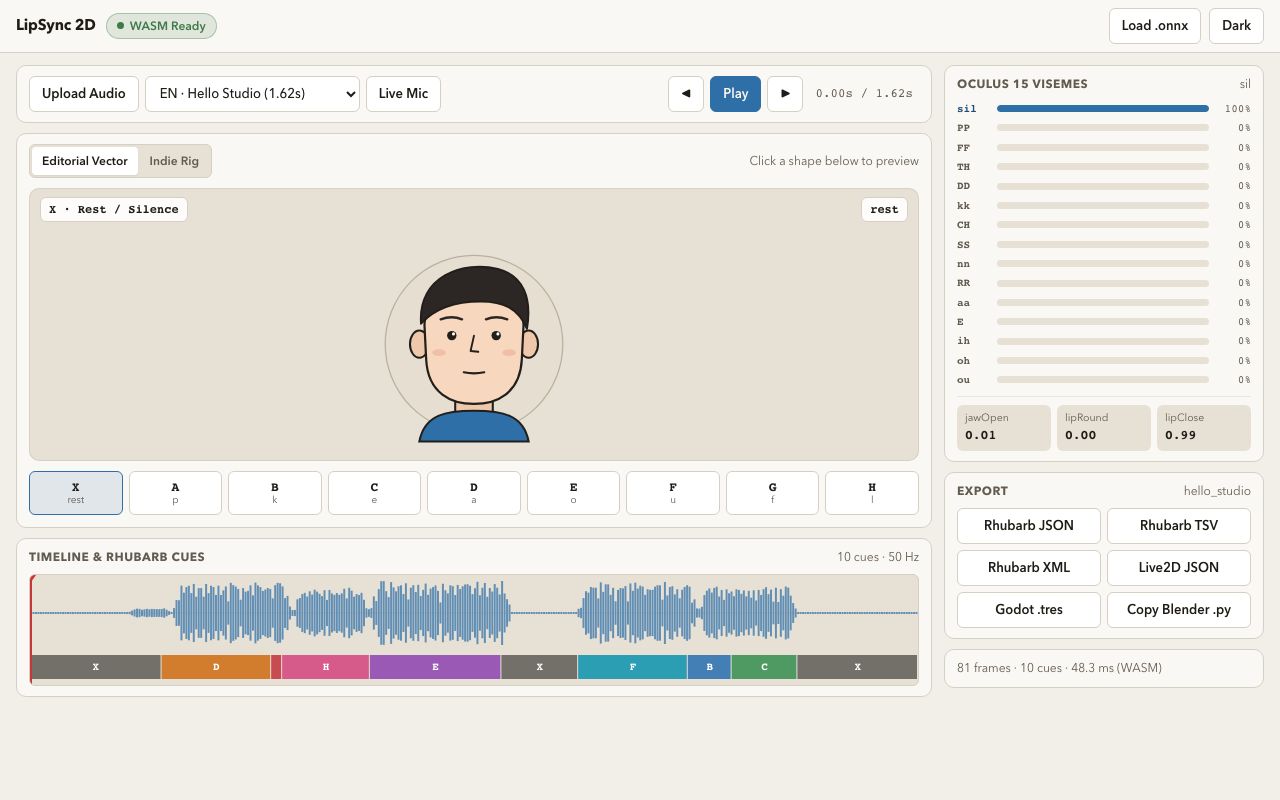 LipSync 2D
WASM Ready
Load .onnx
Dark
Upload Audio
EN · Hello Studio (1.62s)
Live Mic
◄
Play
►
0.00s / 1.62s
Editorial Vector
Indie Rig
Click a shape below to preview
X · Rest / Silence
rest
X
rest
A
p
B
k
C
e
D
a
E
o
F
u
G
f
H
l
TIMELINE & RHUBARB CUES
10 cues · 50 Hz
X
D
H
E
X
F
B
C
X
OCULUS 15 VISEMES
sil
sil 100%
PP 0%
FF 0%
TH 0%
DD 0%
kk 0%
CH 0%
SS 0%
nn 0%
RR 0%
aa 0%
E 0%
ih 0%
oh 0%
ou 0%
jawOpen
0.01
lipRound
0.00
lipClose
0.99
EXPORT
hello_studio
Rhubarb JSON
Rhubarb TSV
Rhubarb XML
Live2D JSON
Godot .tres
Copy Blender .py
81 frames · 10 cues · 48.3 ms (WASM)